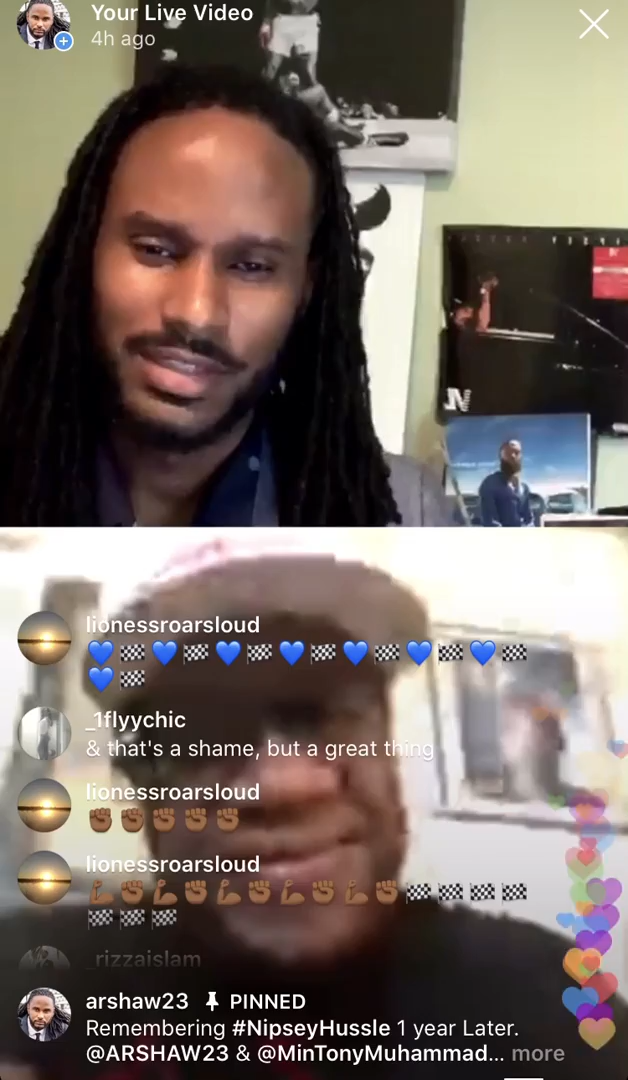 Your Live Video
4h ago
lionessroarsloud
💙🏁💙🏁💙🏁💙🏁💙🏁💙🏁💙🏁
💙🏁
_1flyychic
& that's a shame, but a great thing
lionessroarsloud
✊🏾✊🏾✊🏾✊🏾✊🏾
lionessroarsloud
💪🏾✊🏾💪🏾✊🏾💪🏾✊🏾💪🏾✊🏾💪🏾✊🏾🏁🏁🏁🏁
🏁🏁🏁
_rizzaislam
arshaw23 📌 PINNED
Remembering #NipseyHussle 1 year Later.
@ARSHAW23 & @MinTonyMuhammad... more